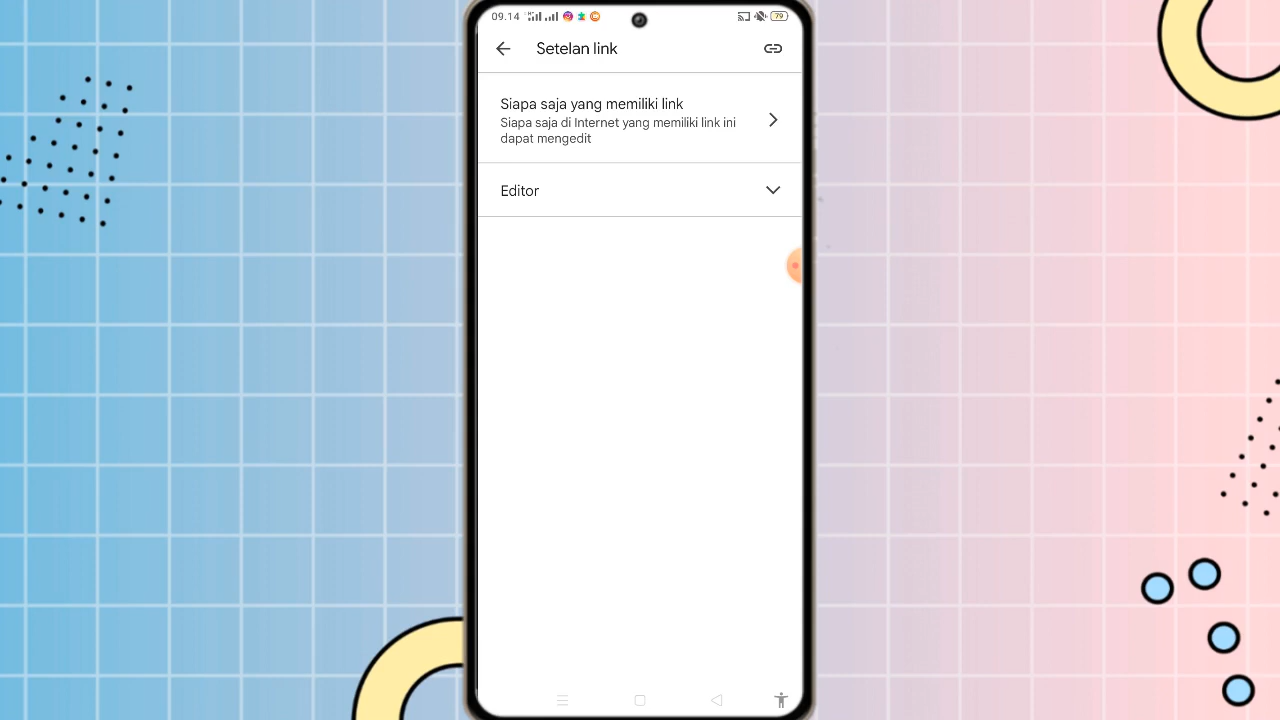 09.14
79
Setelan link
Siapa saja yang memiliki link
Siapa saja di Internet yang memiliki link ini
dapat mengedit
Editor